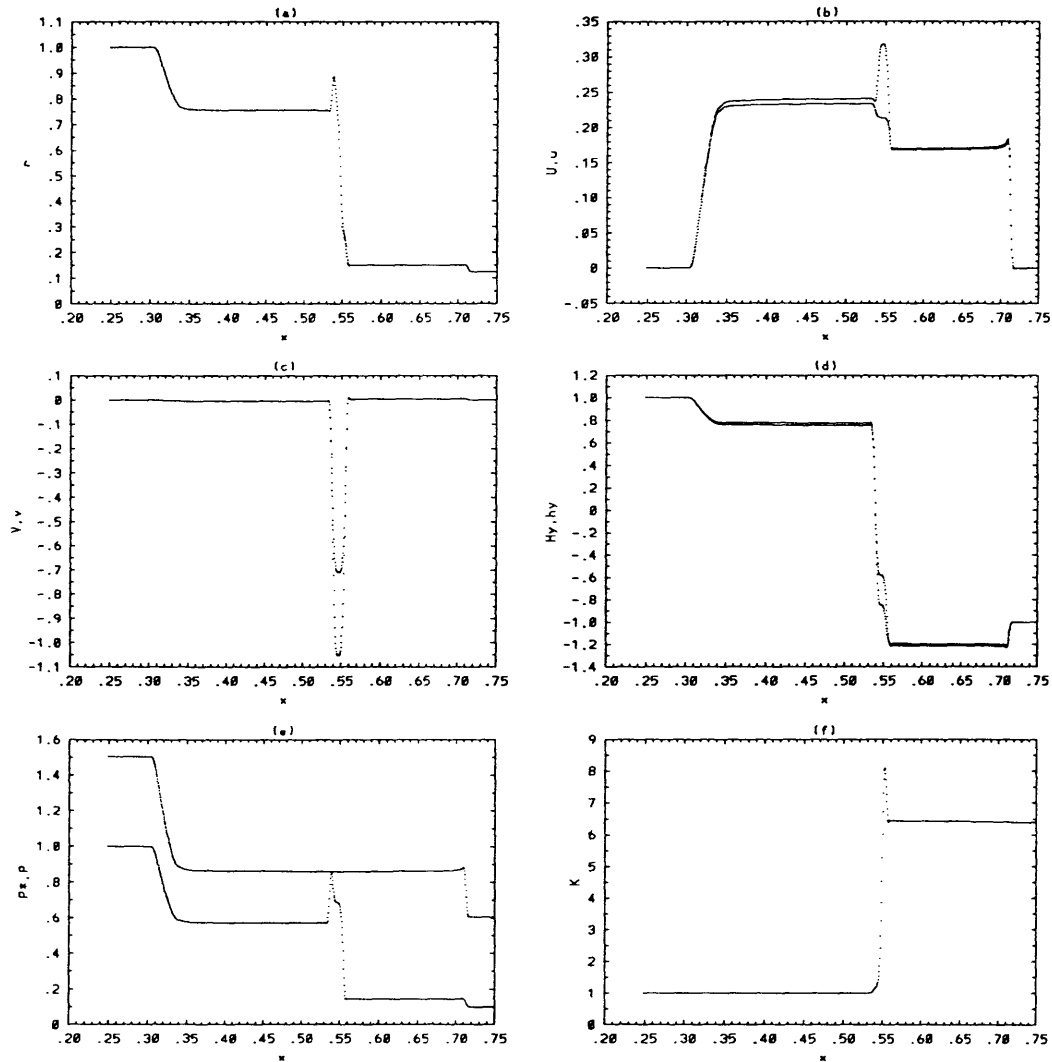 (a)
1.0
.9
.8
.7
.6
.5
.4
.3
.2
.1
0
r
.20 .25 .30 .35 .40 .45 .50 .55 .60 .65 .70 .75
x
(b)
.35
.30
.25
.20
.15
.10
.05
0
-.05
U,u
.20 .25 .30 .35 .40 .45 .50 .55 .60 .65 .70 .75
x
(c)
.1
0
-.1
-.2
-.3
-.4
-.5
-.6
-.7
-.8
-.9
-1.0
-1.1
V,v
.20 .25 .30 .35 .40 .45 .50 .55 .60 .65 .70 .75
x
(d)
1.2
1.0
.8
.6
.4
.2
0
-.2
-.4
-.6
-.8
-1.0
-1.2
-1.4
Hy,hy
.20 .25 .30 .35 .40 .45 .50 .55 .60 .65 .70 .75
x
(e)
1.6
1.4
1.2
1.0
.8
.6
.4
.2
0
P*,P
.20 .25 .30 .35 .40 .45 .50 .55 .60 .65 .70 .75
x
(f)
9
8
7
6
5
4
3
2
1
0
K
.20 .25 .30 .35 .40 .45 .50 .55 .60 .65 .70 .75
x